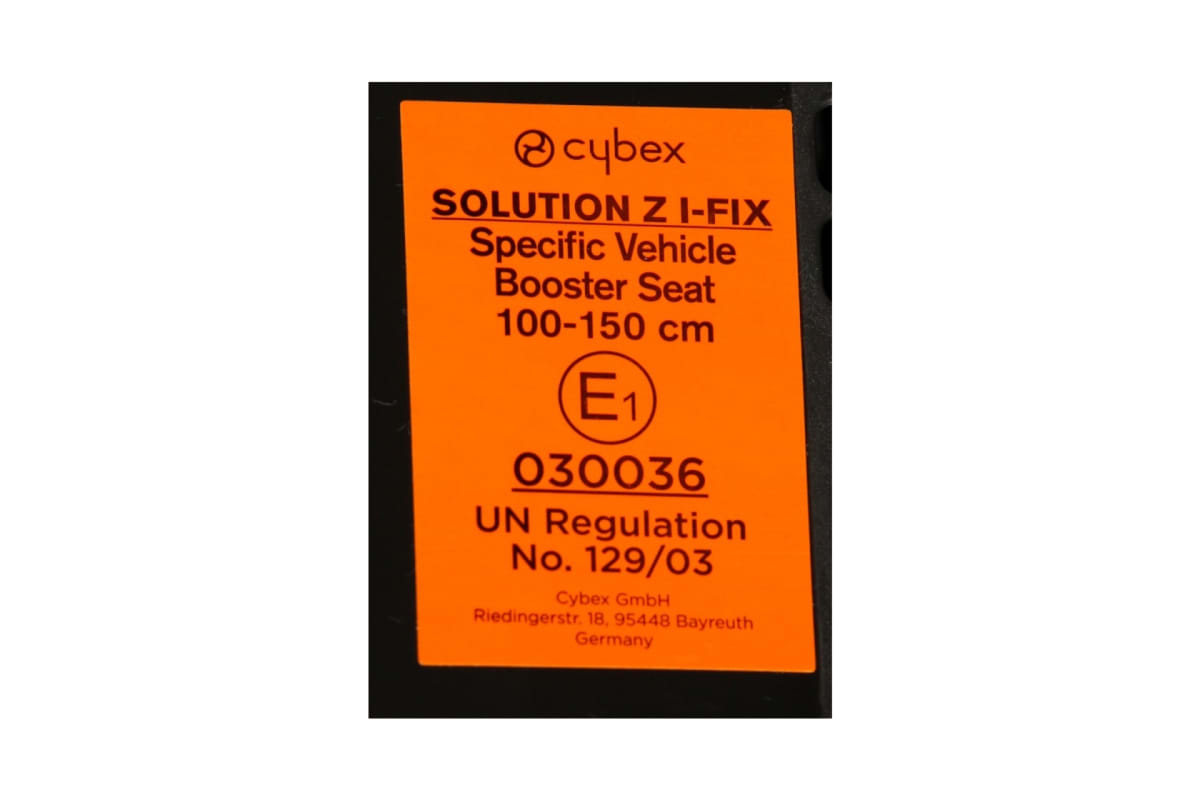 cybex
SOLUTION Z I-FIX
Specific Vehicle
Booster Seat
100-150 cm
E1
030036
UN Regulation
No. 129/03
Cybex GmbH
Riedingerstr. 18, 95448 Bayreuth
Germany